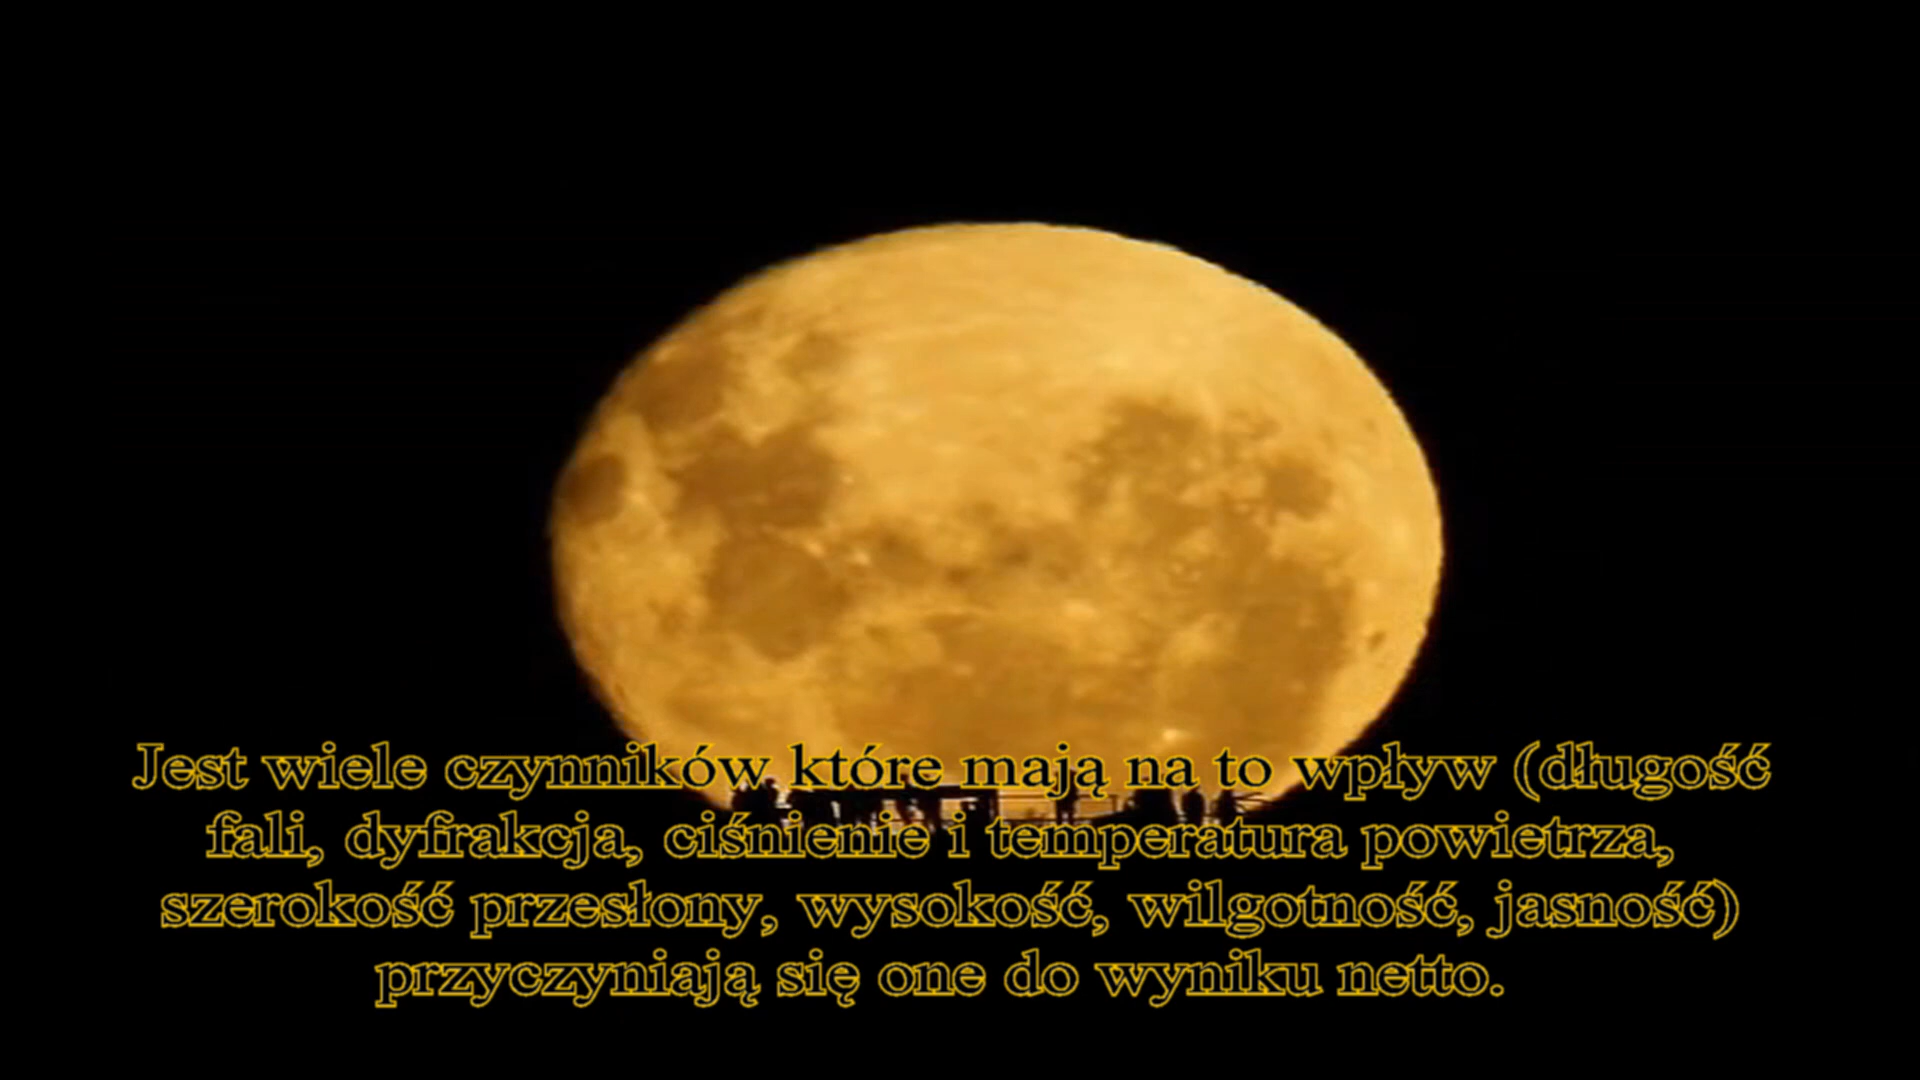 Jest wiele czynników które mają na to wpływ (długość
fali, dyfrakcja, ciśnienie i temperatura powietrza,
szerokość przesłony, wysokość, wilgotność, jasność)
przyczyniają się one do wyniku netto.